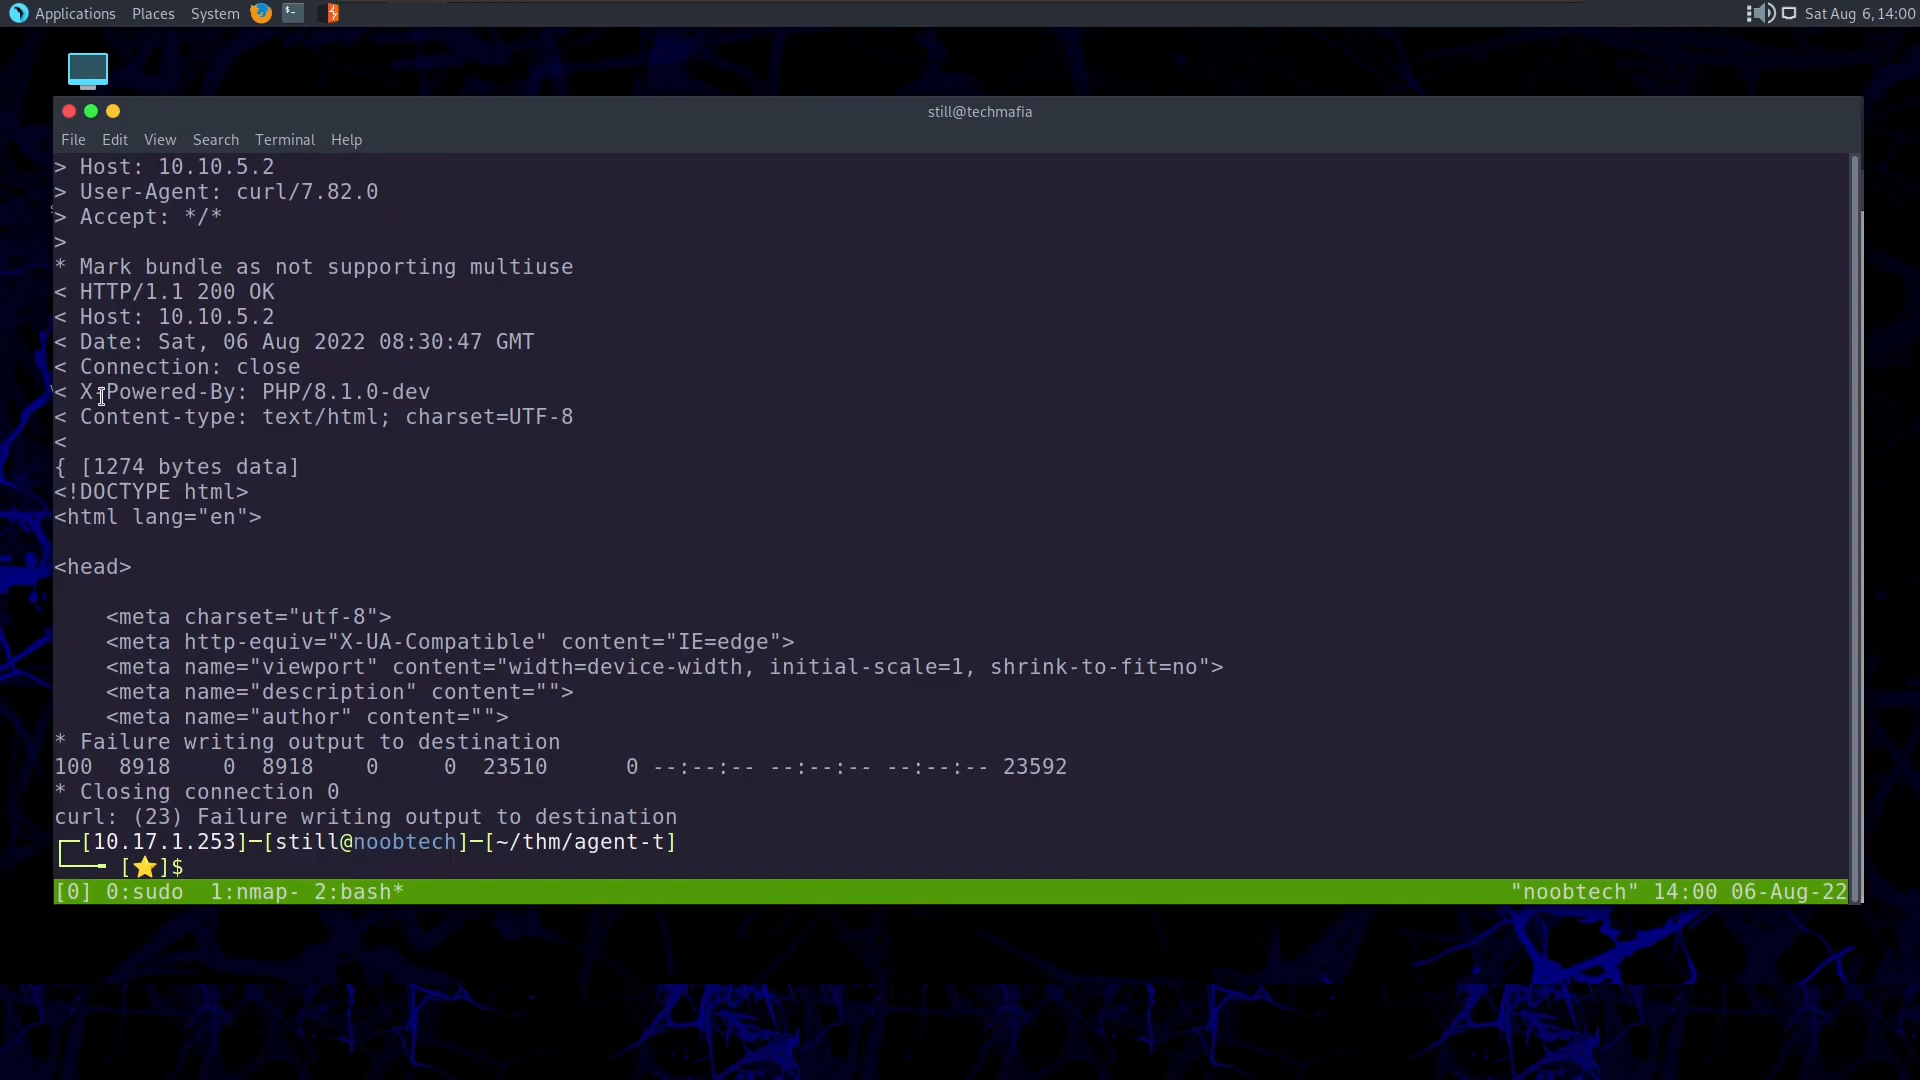 Applications Places System Sat Aug 6, 14:00
still@techmafia
File Edit View Search Terminal Help
> Host: 10.10.5.2
> User-Agent: curl/7.82.0
> Accept: */*
>
* Mark bundle as not supporting multiuse
< HTTP/1.1 200 OK
< Host: 10.10.5.2
< Date: Sat, 06 Aug 2022 08:30:47 GMT
< Connection: close
< X-Powered-By: PHP/8.1.0-dev
< Content-type: text/html; charset=UTF-8
<
{ [1274 bytes data]
<!DOCTYPE html>
<html lang="en">
<head>
<meta charset="utf-8">
<meta http-equiv="X-UA-Compatible" content="IE=edge">
<meta name="viewport" content="width=device-width, initial-scale=1, shrink-to-fit=no">
<meta name="description" content="">
<meta name="author" content="">
* Failure writing output to destination
100 8918 0 8918 0 0 23510 0 --:--:-- --:--:-- --:--:-- 23592
* Closing connection 0
curl: (23) Failure writing output to destination
┌─[10.17.1.253]─[still@noobtech]─[~/thm/agent-t]
└──╼ [⭐]$
[0] 0:sudo 1:nmap- 2:bash* "noobtech" 14:00 06-Aug-22